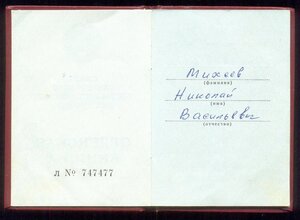 л № 747477
Михеев
(фамилия)
Николай
(имя)
Васильевич
(отчество)